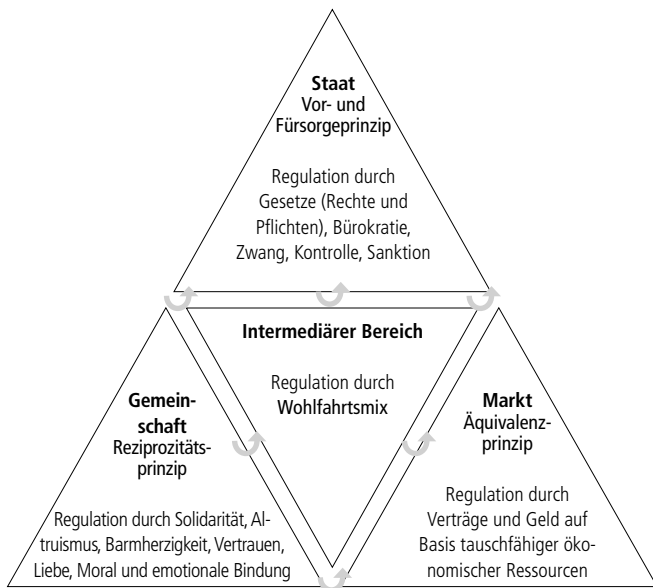 Staat
Vor- und
Fürsorgeprinzip
Regulation durch
Gesetze (Rechte und
Pflichten), Bürokratie,
Zwang, Kontrolle, Sanktion
Intermediärer Bereich
Regulation durch
Wohlfahrtsmix
Gemein-
schaft
Reziprozitäts-
prinzip
Regulation durch Solidarität, Al-
truismus, Barmherzigkeit, Vertrauen,
Liebe, Moral und emotionale Bindung
Markt
Äquivalenz-
prinzip
Regulation durch
Verträge und Geld auf
Basis tauschfähiger öko-
nomischer Ressourcen